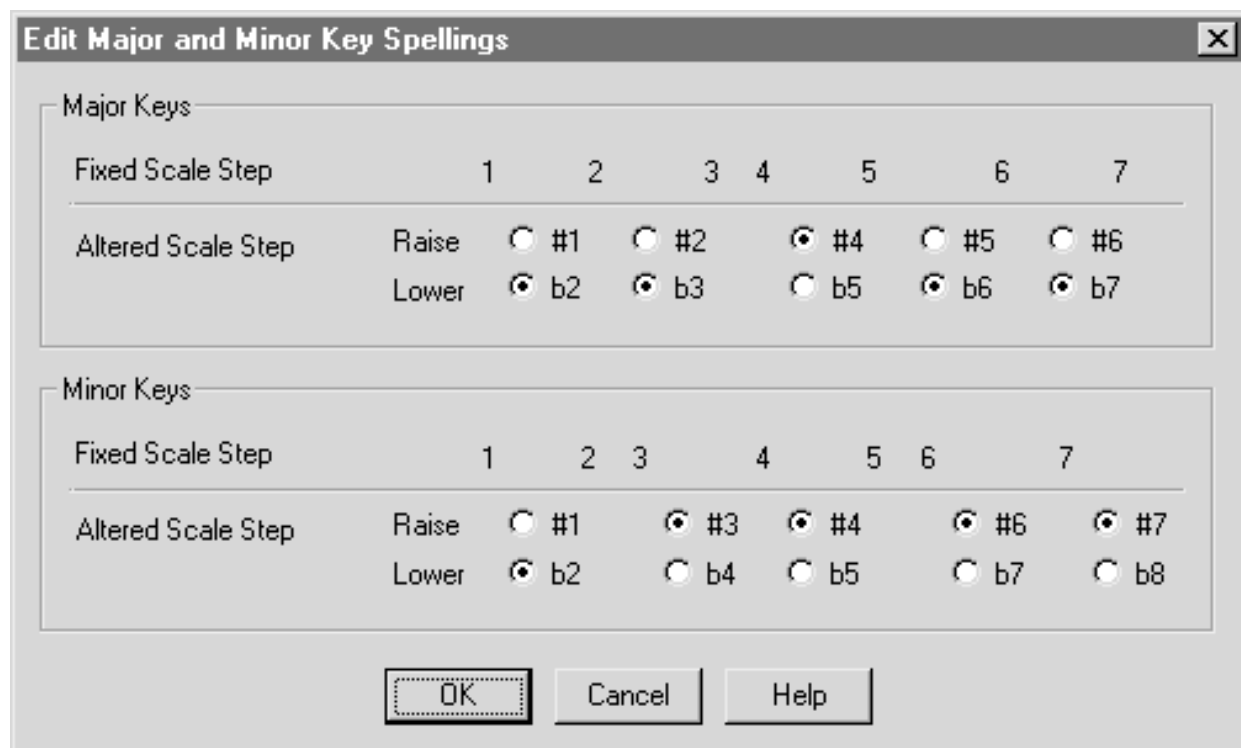 Edit Major and Minor Key Spellings
Major Keys
Fixed Scale Step 1 2 3 4 5 6 7
Altered Scale Step Raise #1 #2 #4 #5 #6
Lower b2 b3 b5 b6 b7
Minor Keys
Fixed Scale Step 1 2 3 4 5 6 7
Altered Scale Step Raise #1 #3 #4 #6 #7
Lower b2 b4 b5 b7 b8
OK Cancel Help